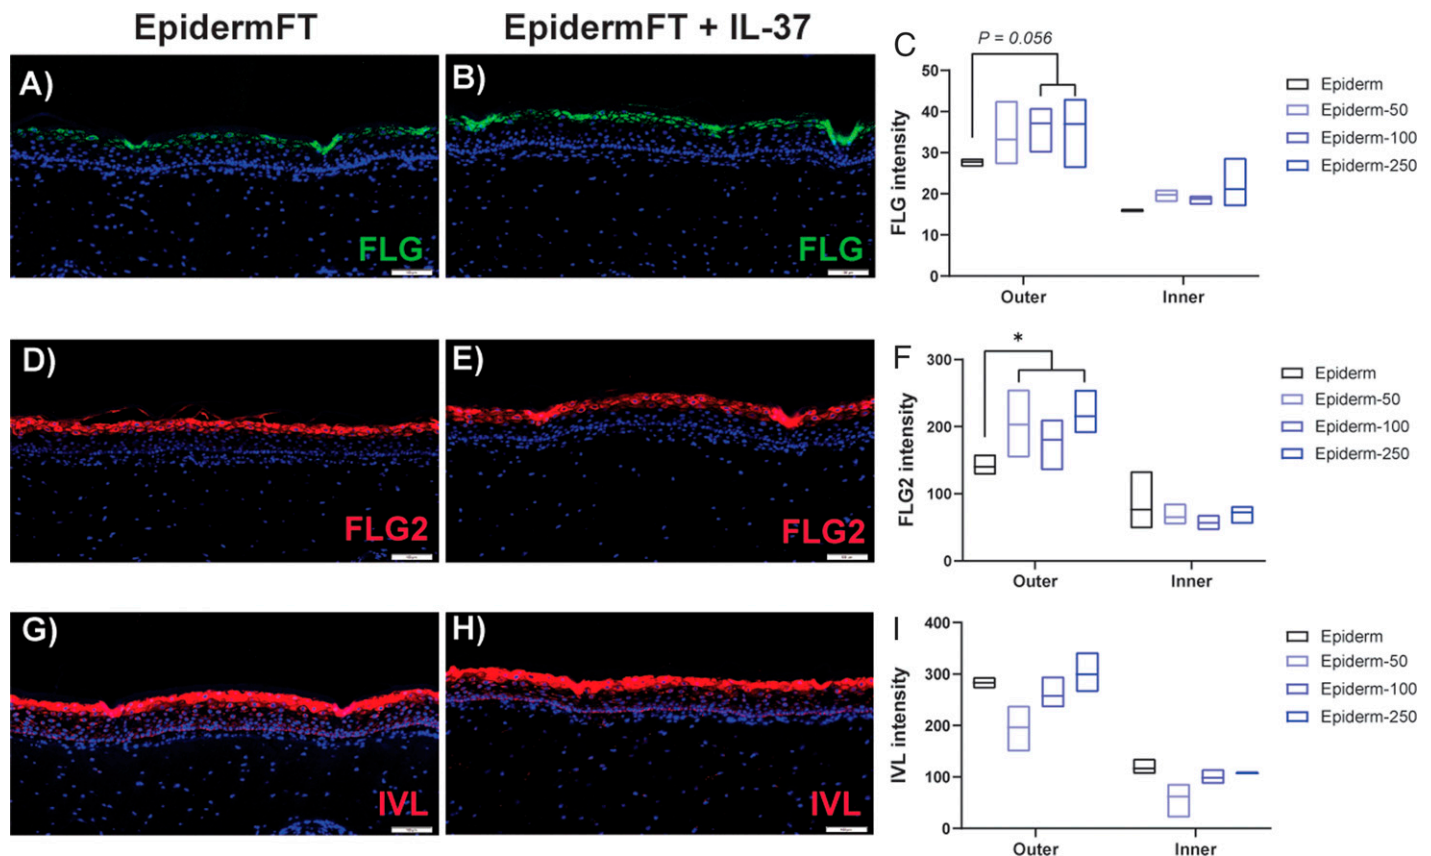 EpidermFT
EpidermFT + IL-37
A)
FLG
B)
FLG
C
P = 0.056
FLG intensity
50
40
30
20
10
0
Outer
Inner
Epiderm
Epiderm-50
Epiderm-100
Epiderm-250
D)
FLG2
E)
FLG2
F
*
FLG2 intensity
300
200
100
0
Outer
Inner
Epiderm
Epiderm-50
Epiderm-100
Epiderm-250
G)
IVL
H)
IVL
I
IVL intensity
400
300
200
100
0
Outer
Inner
Epiderm
Epiderm-50
Epiderm-100
Epiderm-250